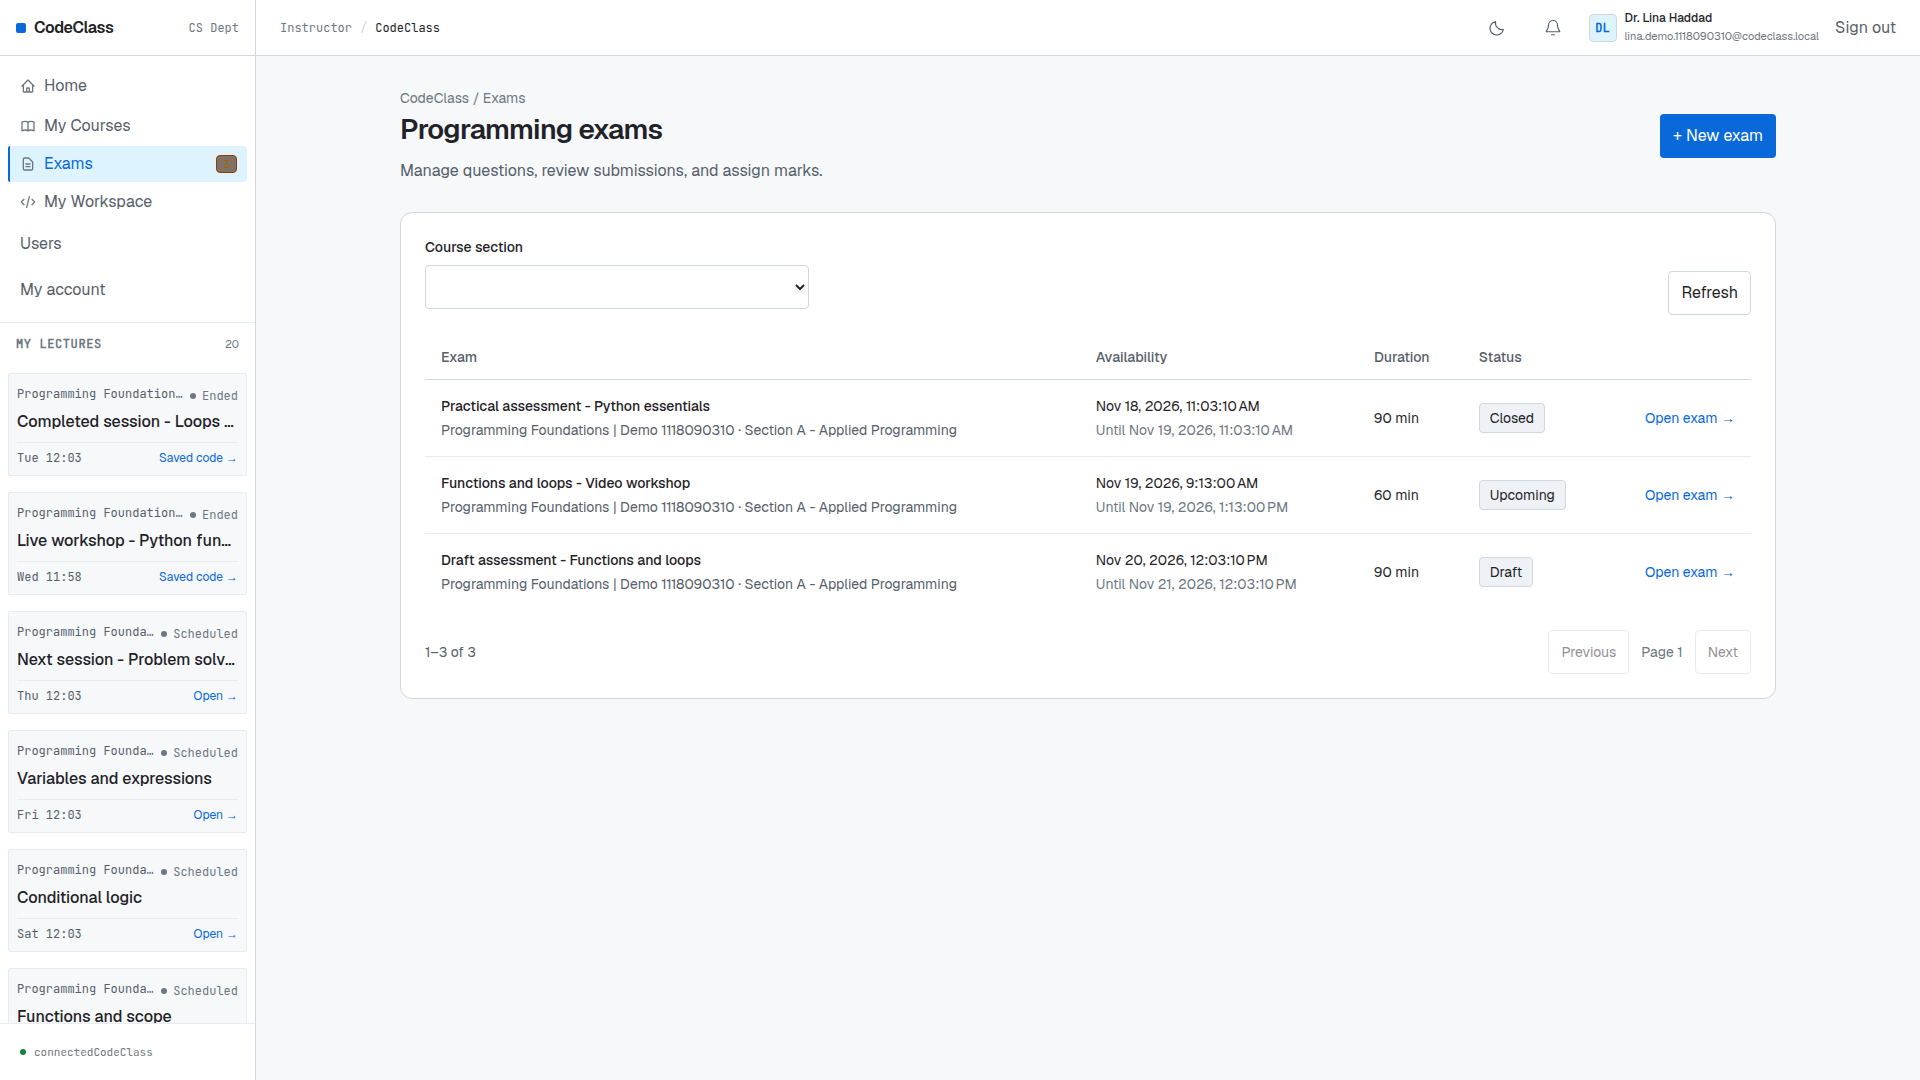 CodeClass
CS Dept
Instructor / CodeClass
DL
Dr. Lina Haddad
lina.demo.1118090310@codeclass.local
Sign out
Home
My Courses
Exams
My Workspace
Users
My account
MY LECTURES
20
Programming Foundation... Ended
Completed session - Loops ...
Tue 12:03
Saved code →
Programming Foundation... Ended
Live workshop - Python fun...
Wed 11:58
Saved code →
Programming Founda... Scheduled
Next session - Problem solv...
Thu 12:03
Open →
Programming Founda... Scheduled
Variables and expressions
Fri 12:03
Open →
Programming Founda... Scheduled
Conditional logic
Sat 12:03
Open →
Programming Founda... Scheduled
Functions and scope
connectedCodeClass
CodeClass / Exams
Programming exams
Manage questions, review submissions, and assign marks.
+ New exam
Course section
Refresh
Exam
Availability
Duration
Status
Practical assessment - Python essentials
Programming Foundations | Demo 1118090310 · Section A - Applied Programming
Nov 18, 2026, 11:03:10 AM
Until Nov 19, 2026, 11:03:10 AM
90 min
Closed
Open exam →
Functions and loops - Video workshop
Programming Foundations | Demo 1118090310 · Section A - Applied Programming
Nov 19, 2026, 9:13:00 AM
Until Nov 19, 2026, 1:13:00 PM
60 min
Upcoming
Open exam →
Draft assessment - Functions and loops
Programming Foundations | Demo 1118090310 · Section A - Applied Programming
Nov 20, 2026, 12:03:10 PM
Until Nov 21, 2026, 12:03:10 PM
90 min
Draft
Open exam →
1–3 of 3
Previous
Page 1
Next